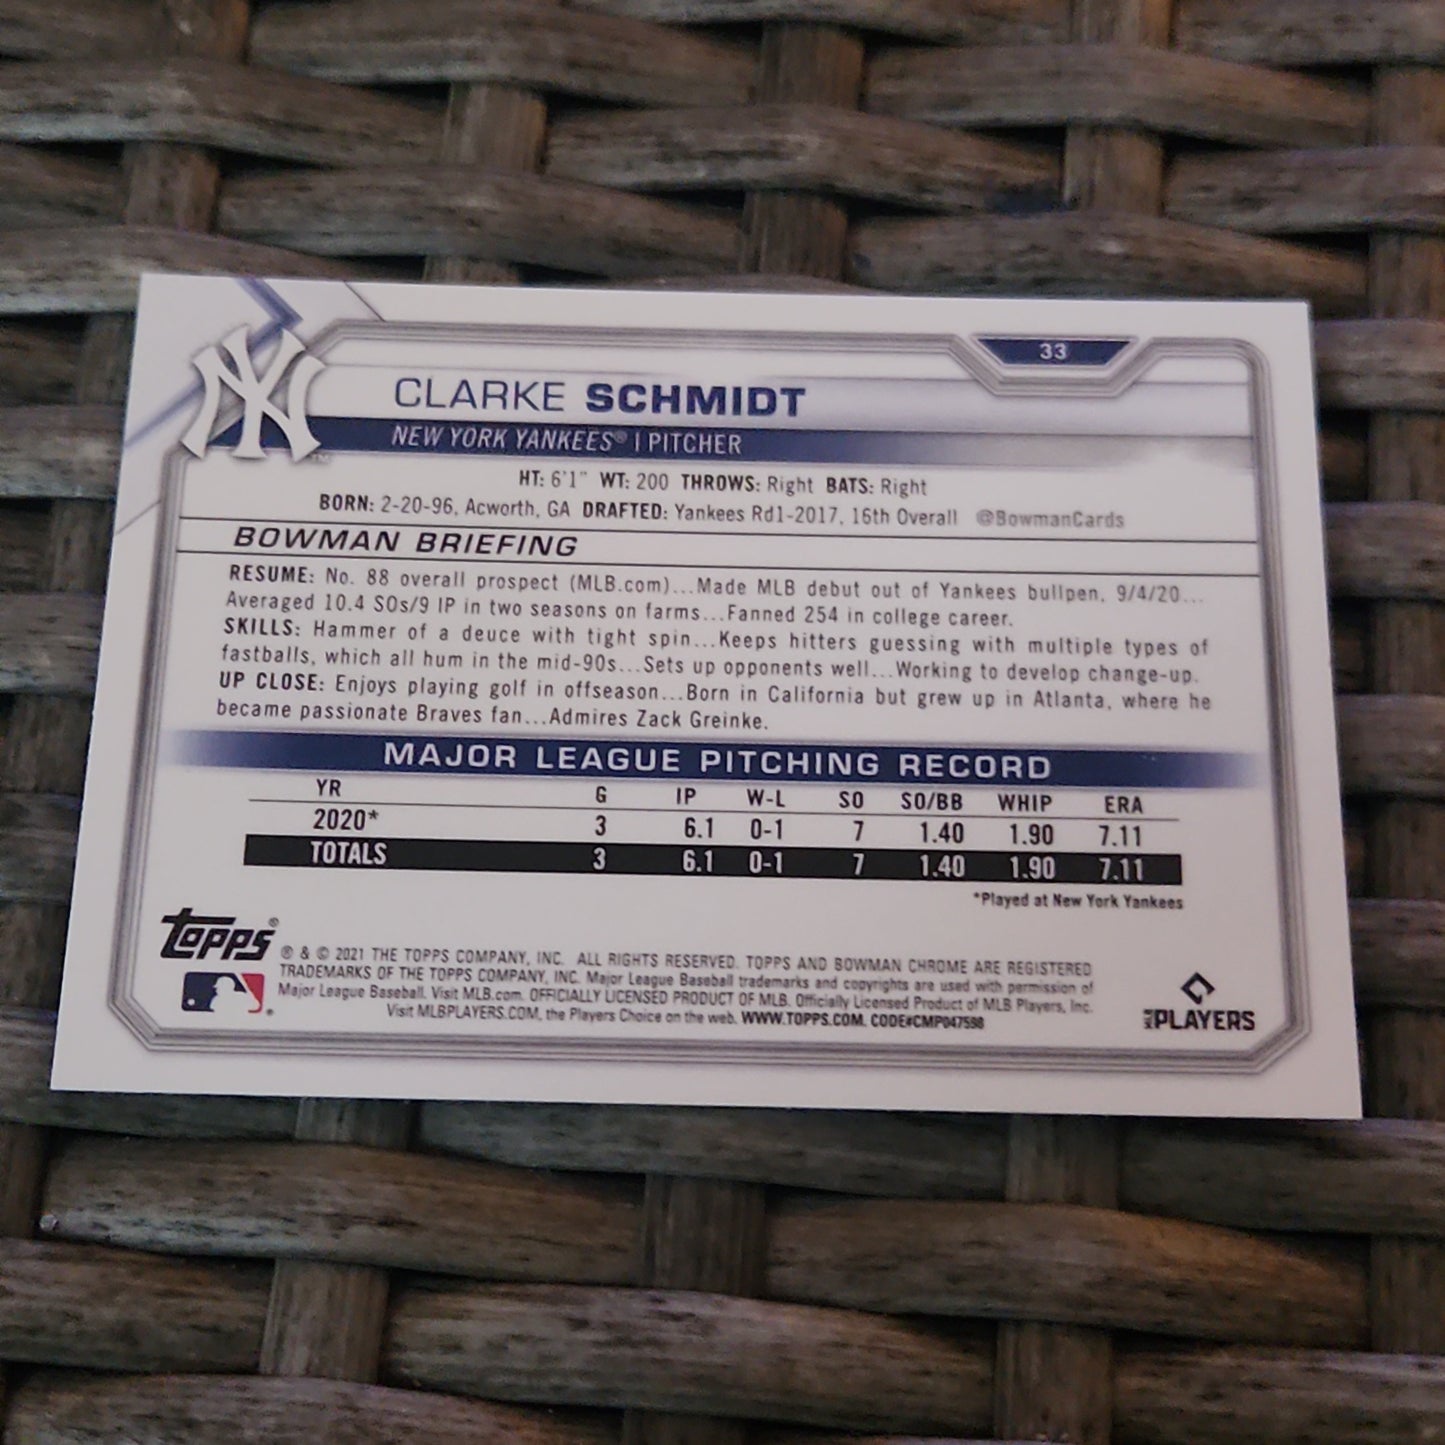 33
NY
CLARKE SCHMIDT
NEW YORK YANKEES® | PITCHER
HT: 6'1" WT: 200 THROWS: Right BATS: Right
BORN: 2-20-96, Acworth, GA DRAFTED: Yankees Rd1-2017, 16th Overall @BowmanCards
BOWMAN BRIEFING
RESUME: No. 88 overall prospect (MLB.com)...Made MLB debut out of Yankees bullpen, 9/4/20...
Averaged 10.4 SOs/9 IP in two seasons on farms...Fanned 254 in college career.
SKILLS: Hammer of a deuce with tight spin...Keeps hitters guessing with multiple types of
fastballs, which all hum in the mid-90s...Sets up opponents well...Working to develop change-up.
UP CLOSE: Enjoys playing golf in offseason...Born in California but grew up in Atlanta, where he
became passionate Braves fan...Admires Zack Greinke.
MAJOR LEAGUE PITCHING RECORD
YR G IP W-L SO SO/BB WHIP ERA
2020* 3 6.1 0-1 7 1.40 1.90 7.11
TOTALS 3 6.1 0-1 7 1.40 1.90 7.11
*Played at New York Yankees
Topps®
® & © 2021 THE TOPPS COMPANY, INC. ALL RIGHTS RESERVED. TOPPS AND BOWMAN CHROME ARE REGISTERED
TRADEMARKS OF THE TOPPS COMPANY, INC. Major League Baseball trademarks and copyrights are used with permission of
Major League Baseball. Visit MLB.com. OFFICIALLY LICENSED PRODUCT OF MLB. Officially Licensed Product of MLB Players, Inc.
Visit MLBPLAYERS.COM, the Players Choice on the web. WWW.TOPPS.COM. CODE#CMP047598
MLB PLAYERS